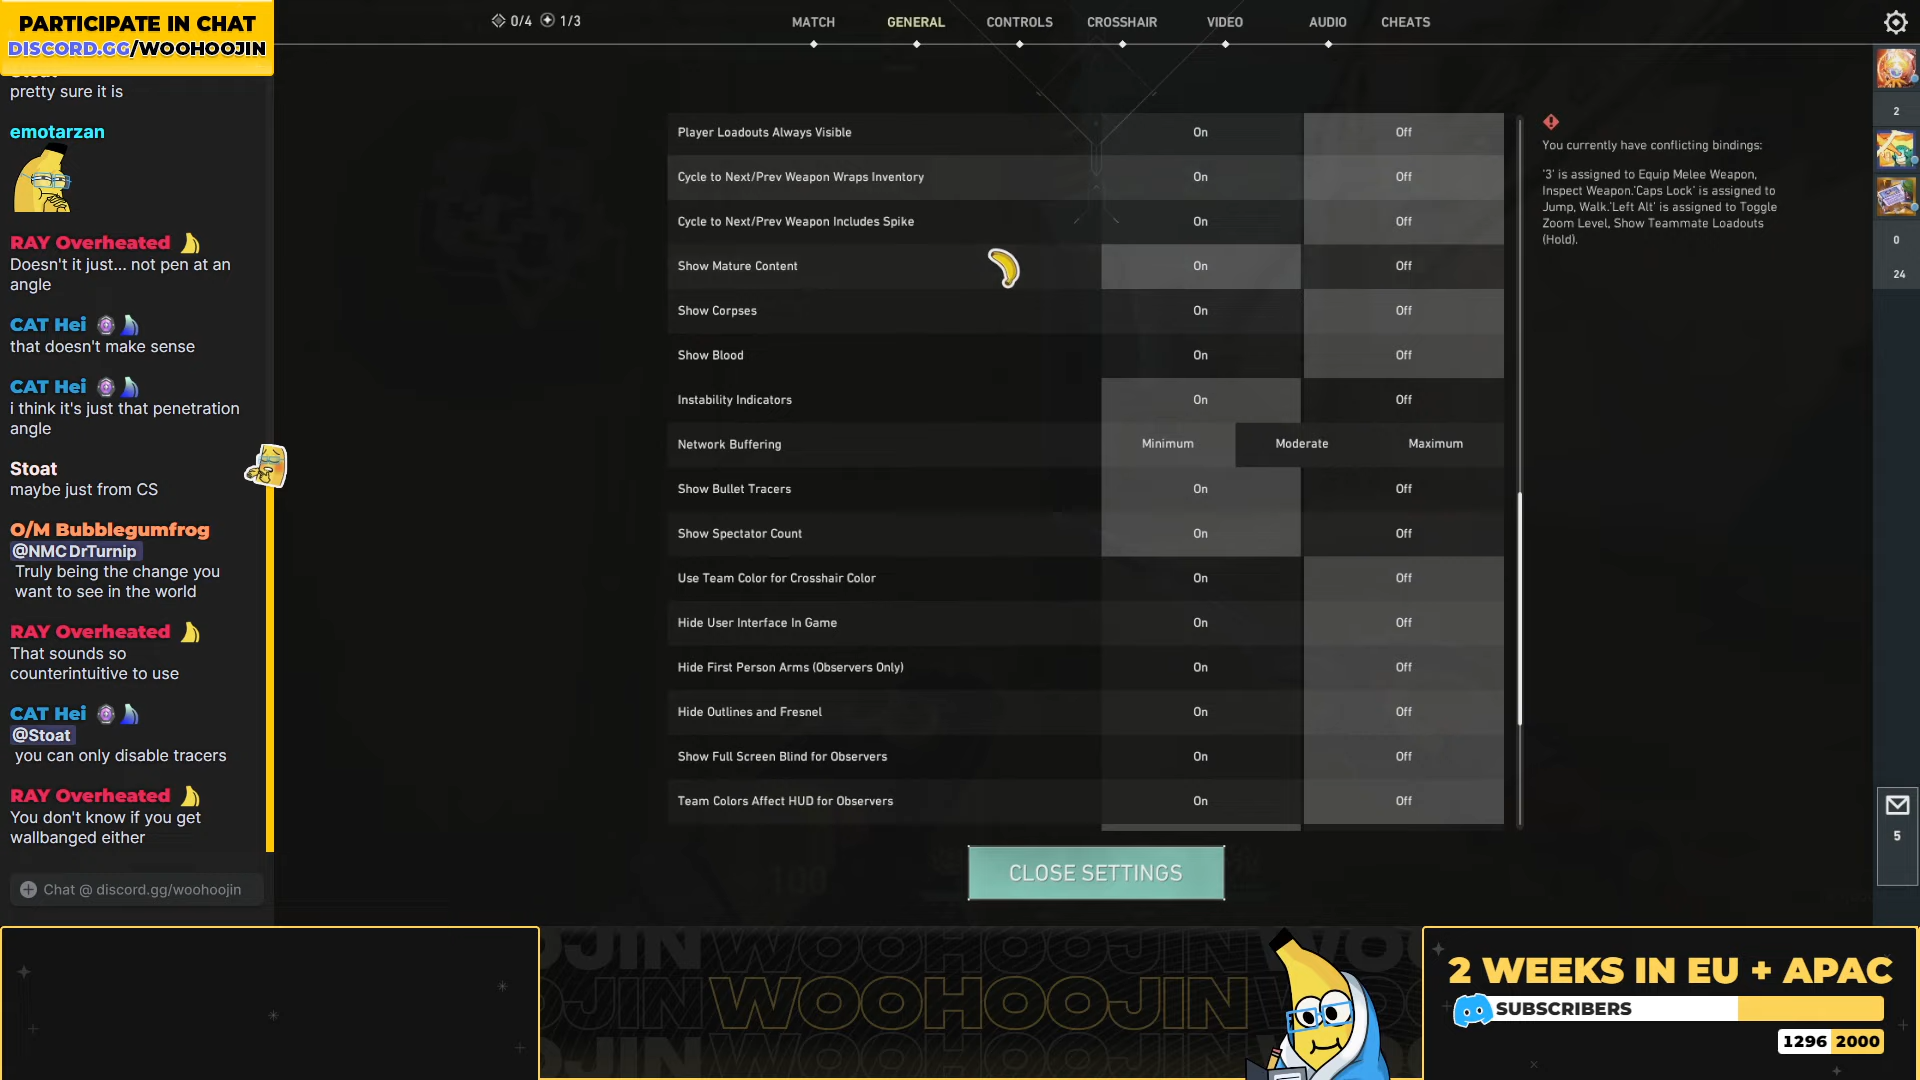 PARTICIPATE IN CHAT
DISCORD.GG/WOOHOOJIN
pretty sure it is
emotarzan
RAY Overheated
Doesn't it just... not pen at an
angle
CAT Hei
that doesn't make sense
CAT Hei
i think it's just that penetration
angle
Stoat
maybe just from CS
O/M Bubblegumfrog
@NMC DrTurnip
Truly being the change you
want to see in the world
RAY Overheated
That sounds so
counterintuitive to use
CAT Hei
@Stoat
you can only disable tracers
RAY Overheated
You don't know if you get
wallbanged either
Chat @ discord.gg/woohoojin
0/4 1/3
MATCH GENERAL CONTROLS CROSSHAIR VIDEO AUDIO CHEATS
Player Loadouts Always Visible On Off
Cycle to Next/Prev Weapon Wraps Inventory On Off
Cycle to Next/Prev Weapon Includes Spike On Off
Show Mature Content On Off
Show Corpses On Off
Show Blood On Off
Instability Indicators On Off
Network Buffering Minimum Moderate Maximum
Show Bullet Tracers On Off
Show Spectator Count On Off
Use Team Color for Crosshair Color On Off
Hide User Interface In Game On Off
Hide First Person Arms (Observers Only) On Off
Hide Outlines and Fresnel On Off
Show Full Screen Blind for Observers On Off
Team Colors Affect HUD for Observers On Off
CLOSE SETTINGS
100
You currently have conflicting bindings:
'3' is assigned to Equip Melee Weapon,
Inspect Weapon.'Caps Lock' is assigned to
Jump, Walk.'Left Alt' is assigned to Toggle
Zoom Level, Show Teammate Loadouts
(Hold).
2
0
24
5
WOOHOOJIN
WOOHOOJIN
WOOHOOJIN
2 WEEKS IN EU + APAC
SUBSCRIBERS
1296 2000